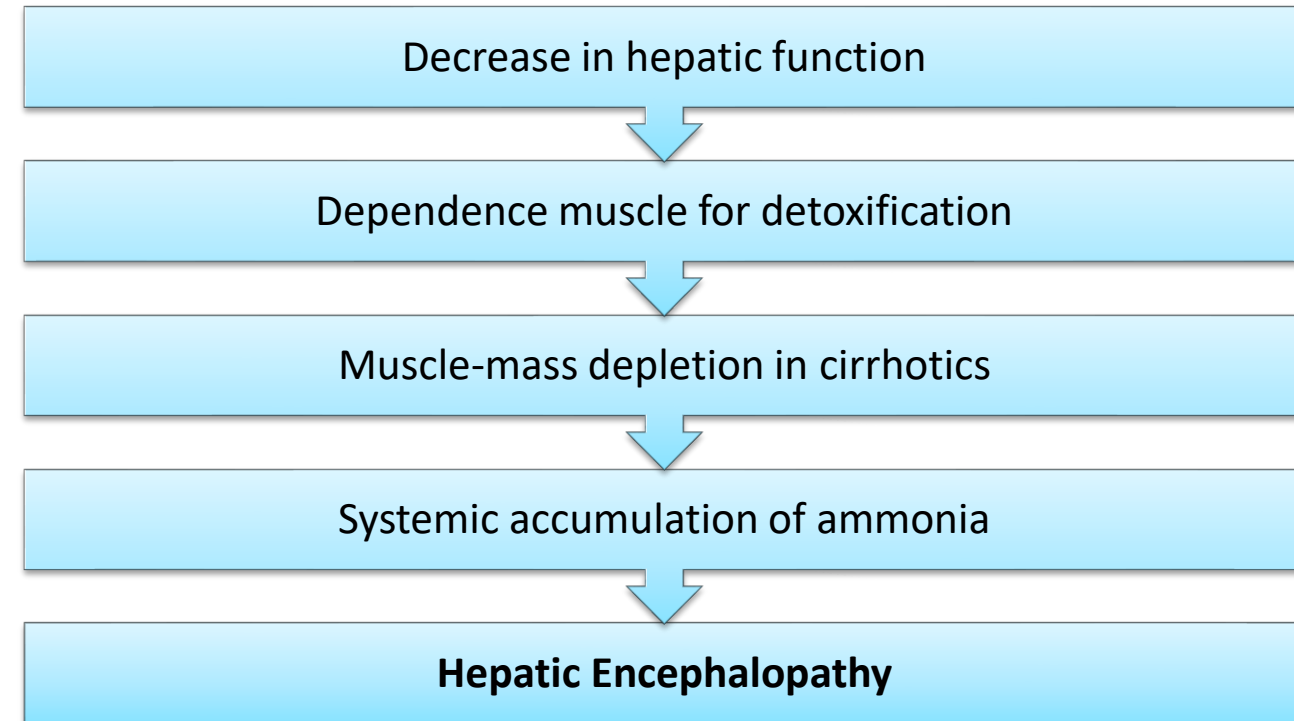 Decrease in hepatic function
Dependence muscle for detoxification
Muscle-mass depletion in cirrhotics
Systemic accumulation of ammonia
Hepatic Encephalopathy